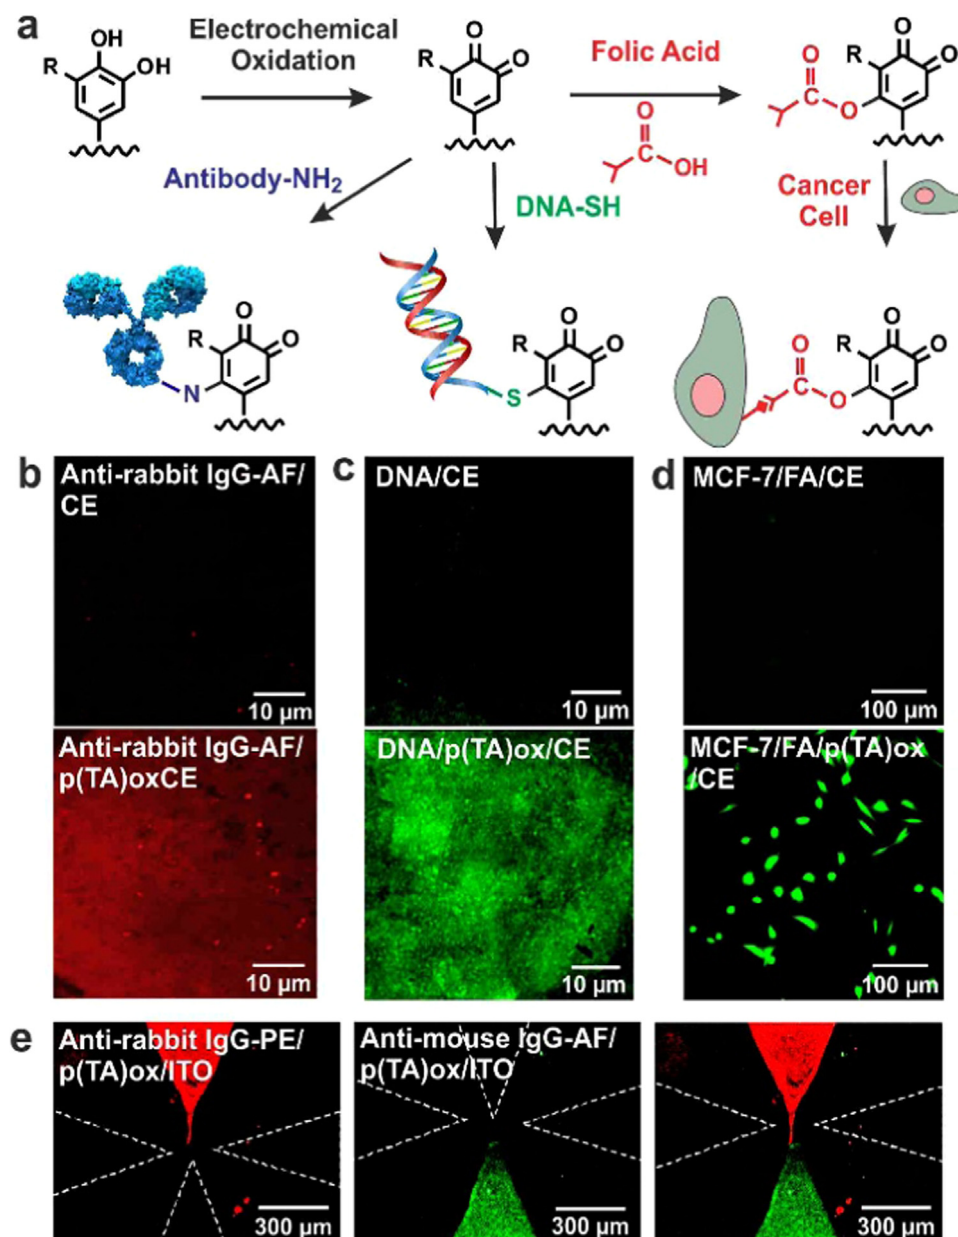 a
OH
R
OH
Electrochemical
Oxidation
O
R
O
Folic Acid
O
C
OH
O
C
O
R
O
O
Antibody-NH₂
DNA-SH
Cancer
Cell
R
O
O
N
R
O
O
S
O
C
O
R
O
O
b
Anti-rabbit IgG-AF/
CE
10 μm
c
DNA/CE
10 μm
d
MCF-7/FA/CE
100 μm
Anti-rabbit IgG-AF/
p(TA)oxCE
10 μm
DNA/p(TA)ox/CE
10 μm
MCF-7/FA/p(TA)ox
/CE
100 μm
e
Anti-rabbit IgG-PE/
p(TA)ox/ITO
300 μm
Anti-mouse IgG-AF/
p(TA)ox/ITO
300 μm
300 μm